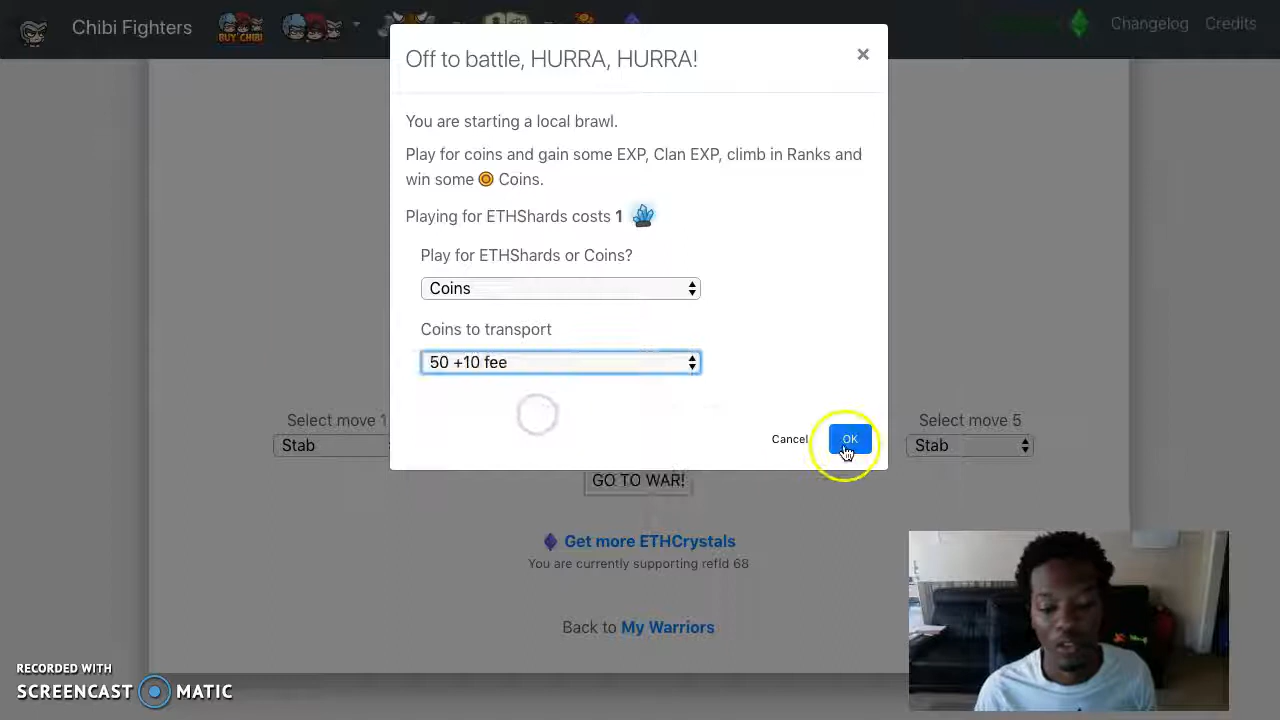 Chibi Fighters
BUY CHIBI
Changelog
Credits
Off to battle, HURRA, HURRA!
×
You are starting a local brawl.
Play for coins and gain some EXP, Clan EXP, climb in Ranks and
win some Coins.
Playing for ETHShards costs 1
Play for ETHShards or Coins?
Coins
Coins to transport
50 +10 fee
Cancel
OK
Select move 1
Stab
Select move 5
Stab
GO TO WAR!
Get more ETHCrystals
You are currently supporting refId 68
Back to My Warriors
RECORDED WITH
SCREENCAST MATIC